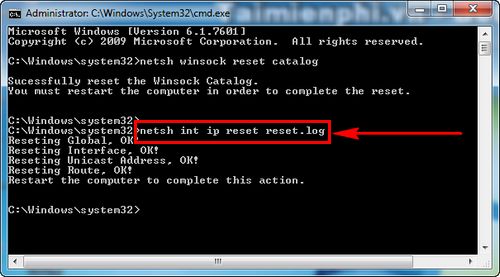 Administrator: C:\Windows\System32\cmd.exe
Microsoft Windows [Version 6.1.7601]
Copyright (c) 2009 Microsoft Corporation. All rights reserved.
C:\Windows\system32>netsh winsock reset catalog
Sucessfully reset the Winsock Catalog.
You must restart the computer in order to complete the reset.
C:\Windows\system32>
C:\Windows\system32>netsh int ip reset reset.log
Reseting Global, OK!
Reseting Interface, OK!
Reseting Unicast Address, OK!
Reseting Route, OK!
Restart the computer to complete this action.
C:\Windows\system32>